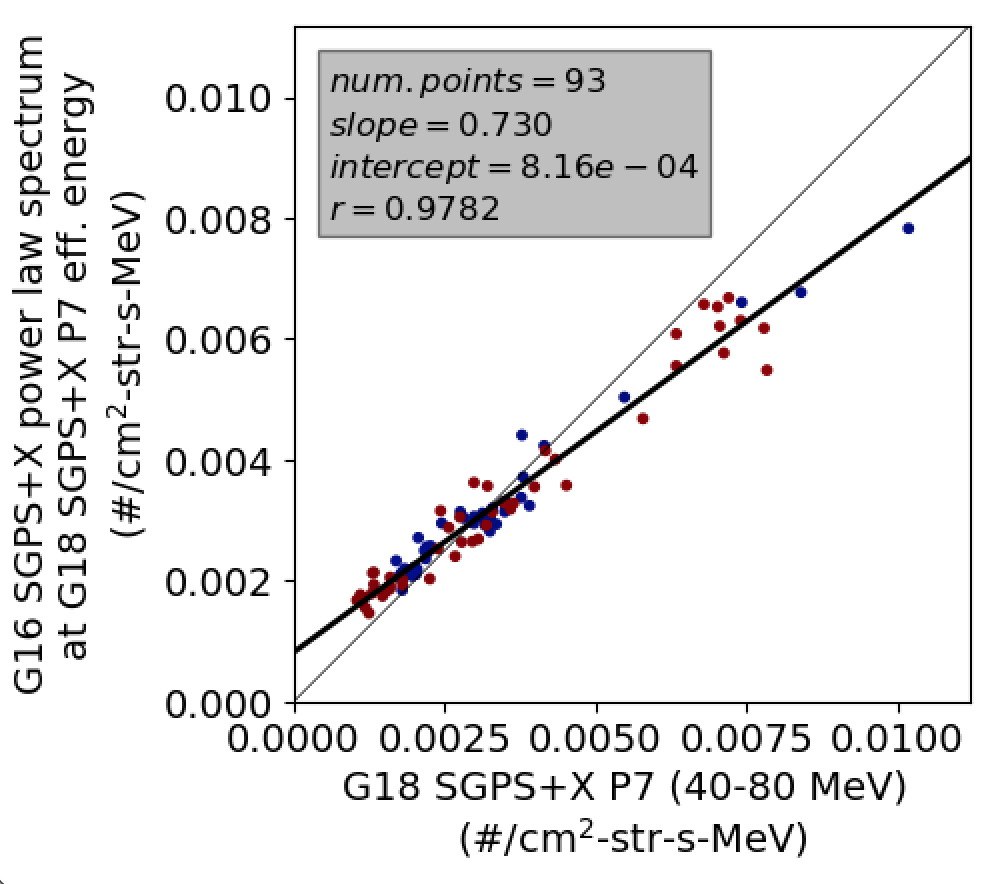 G16 SGPS+X power law spectrum
at G18 SGPS+X P7 eff. energy
(#/cm²-str-s-MeV)
num. points = 93
slope = 0.730
intercept = 8.16e − 04
r = 0.9782
0.010
0.008
0.006
0.004
0.002
0.000
0.0000 0.0025 0.0050 0.0075 0.0100
G18 SGPS+X P7 (40-80 MeV)
(#/cm²-str-s-MeV)